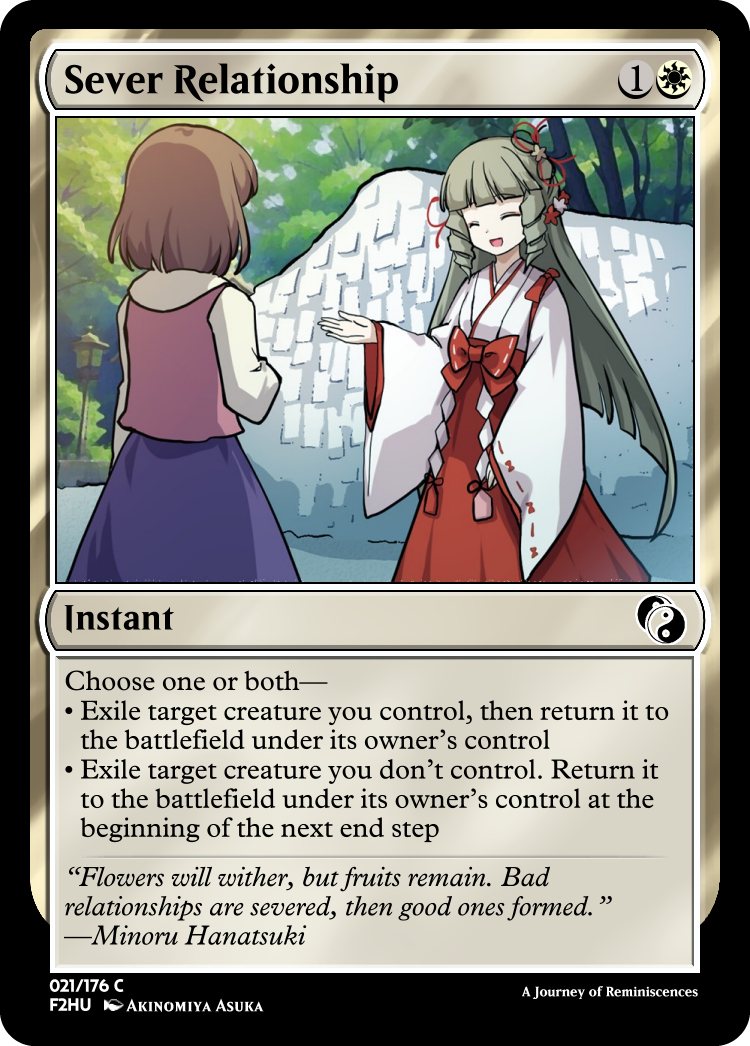 Sever Relationship
1
Instant
Choose one or both—
• Exile target creature you control, then return it to
the battlefield under its owner's control
• Exile target creature you don't control. Return it
to the battlefield under its owner's control at the
beginning of the next end step
“Flowers will wither, but fruits remain. Bad
relationships are severed, then good ones formed.”
—Minoru Hanatsuki
021/176 C
F2HU Akinomiya Asuka
A Journey of Reminiscences